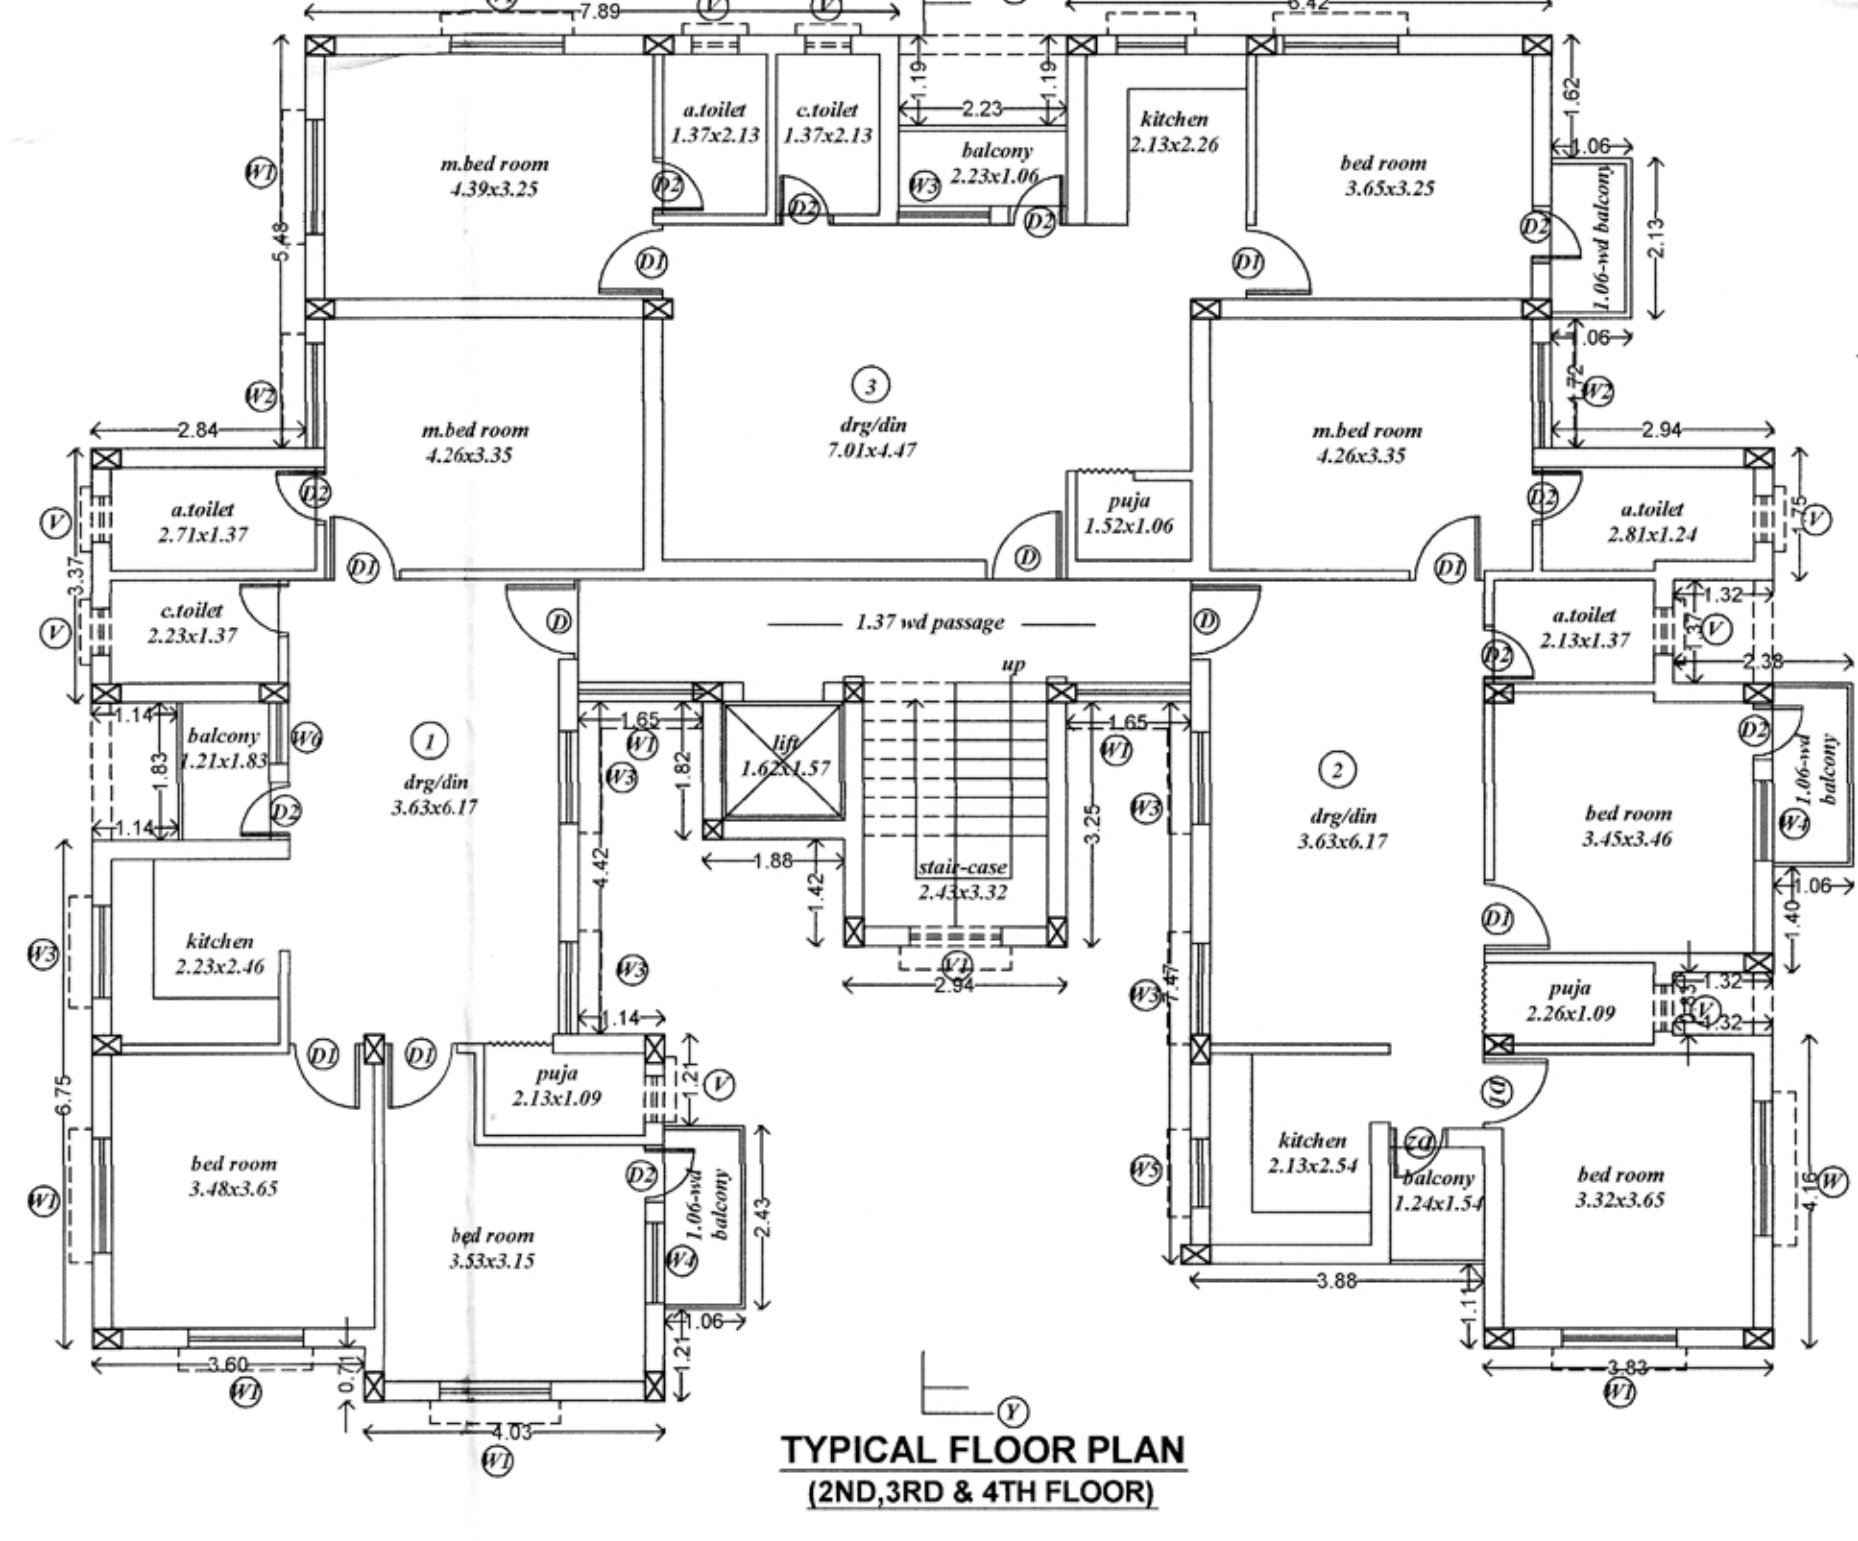 7.89
6.42
V
V
a.toilet
1.37x2.13
c.toilet
1.37x2.13
1.19
1.19
2.23
kitchen
2.13x2.26
1.62
m.bed room
4.39x3.25
W1
D2
D2
balcony
2.23x1.06
W3
D2
bed room
3.65x3.25
1.06
D2
1.06-wd balcony
2.13
5.48
D1
D1
1.06
W2
3
drg/din
7.01x4.47
1.72
W2
2.84
m.bed room
4.26x3.35
m.bed room
4.26x3.35
2.94
a.toilet
2.71x1.37
D2
V
puja
1.52x1.06
D2
a.toilet
2.81x1.24
1.75
V
3.37
D1
D
D1
c.toilet
2.23x1.37
V
D
1.37 wd passage
D
a.toilet
2.13x1.37
1.32
1.37
V
D2
up
2.38
1.14
balcony
1.21x1.83
W6
1.83
1.14
D2
1
drg/din
3.63x6.17
1.65
W1
W3
1.82
lift
1.62x1.57
1.65
W1
W3
2
drg/din
3.63x6.17
D2
1.06-wd
balcony
W4
bed room
3.45x3.46
4.42
1.88
1.42
stair-case
2.43x3.32
3.25
1.06
1.40
D1
kitchen
2.23x2.46
W3
W3
V1
2.94
W3
7.47
puja
2.26x1.09
1.32
V
1.32
1.14
D1
D1
puja
2.13x1.09
1.21
V
6.75
D1
bed room
3.48x3.65
W1
D2
1.06-wd
balcony
2.43
W5
kitchen
2.13x2.54
D2
balcony
1.24x1.54
bed room
3.32x3.65
4.16
W
bed room
3.53x3.15
W4
1.06
1.21
3.88
1.11
3.60
W1
0.71
3.83
W1
4.03
W1
Y
TYPICAL FLOOR PLAN
(2ND,3RD & 4TH FLOOR)